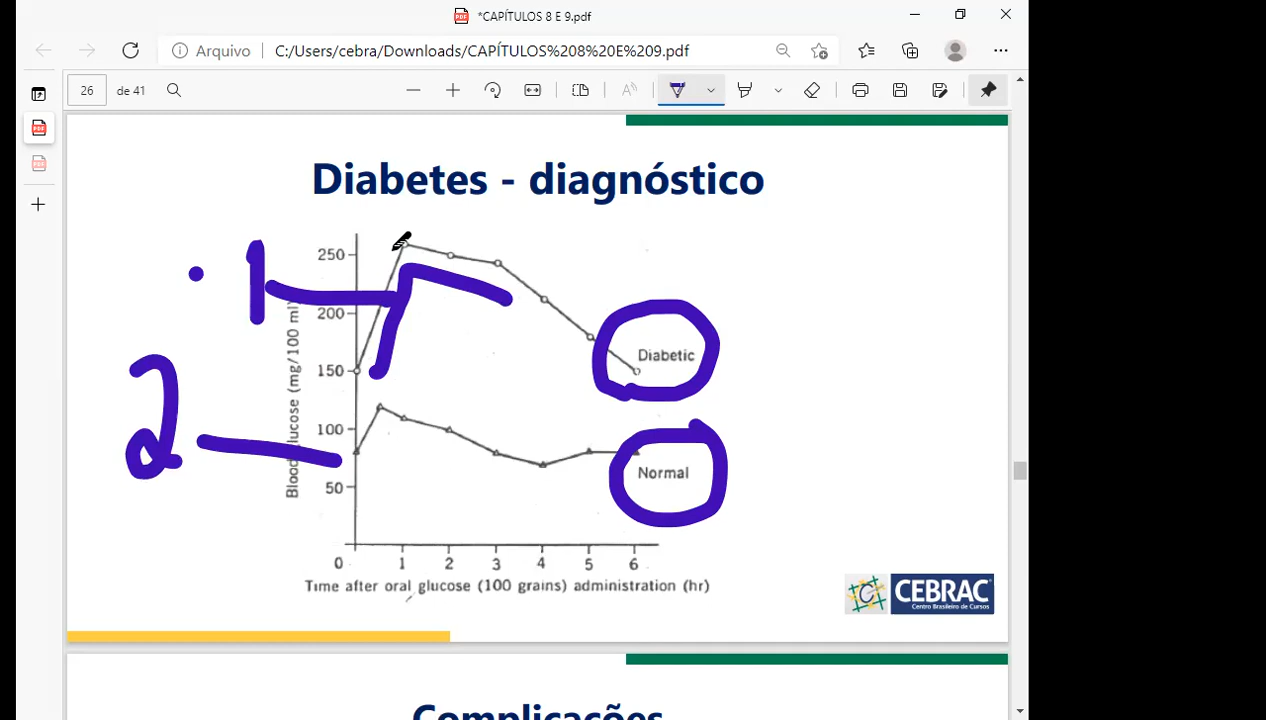 *CAPÍTULOS 8 E 9.pdf
Arquivo
C:/Users/cebra/Downloads/CAPÍTULOS%208%20E%209.pdf
26
de 41
Diabetes - diagnóstico
250
200
150
100
50
0
1
2
Blood glucose (mg/100 ml)
Diabetic
Normal
1 2 3 4 5 6
Time after oral glucose (100 grains) administration (hr)
CEBRAC
Centro Brasileiro de Cursos
Complicações